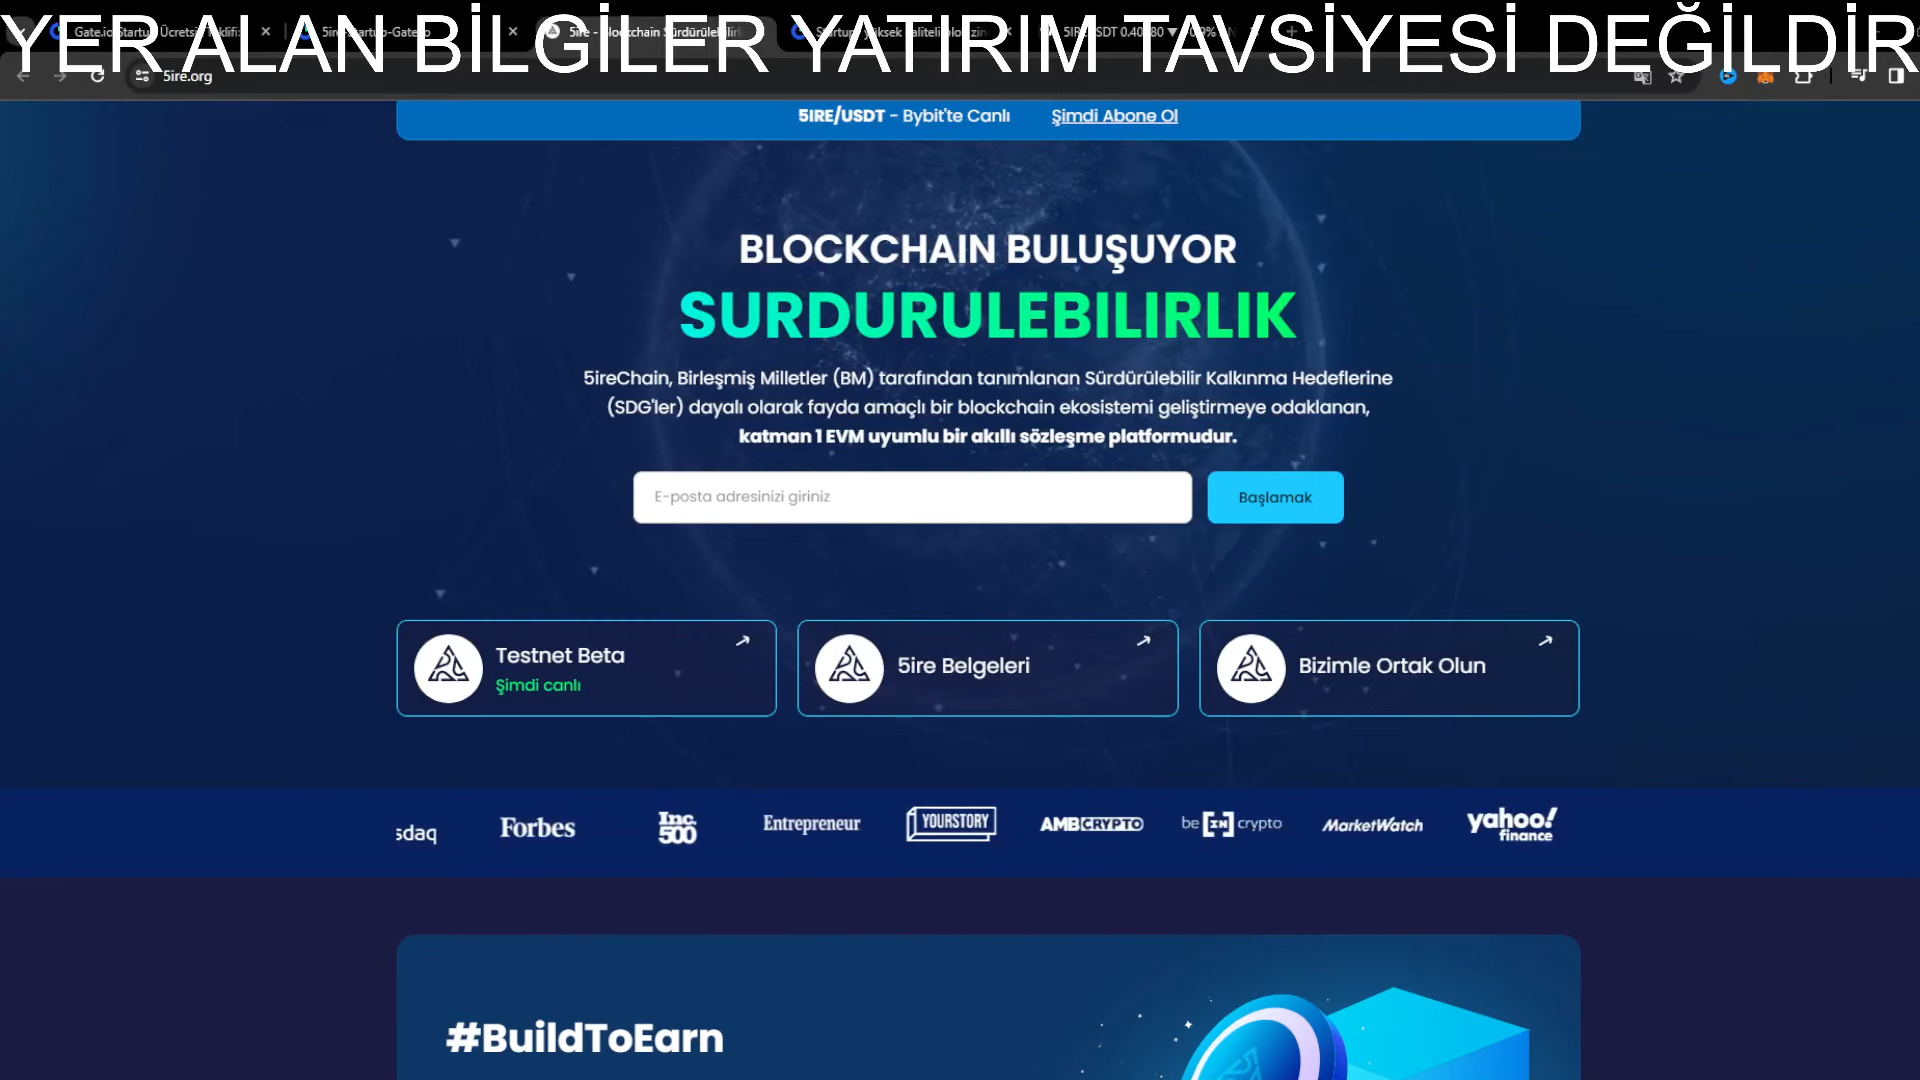 YER ALAN BİLGİLER YATIRIM TAVSİYESİ DEĞİLDİR
5ire.org
5IRE/USDT - Bybit'te Canlı Şimdi Abone Ol
BLOCKCHAIN BULUŞUYOR
SURDURULEBILIRLIK
5ireChain, Birleşmiş Milletler (BM) tarafından tanımlanan Sürdürülebilir Kalkınma Hedeflerine
(SDG'ler) dayalı olarak fayda amaçlı bir blockchain ekosistemi geliştirmeye odaklanan,
katman 1 EVM uyumlu bir akıllı sözleşme platformudur.
E-posta adresinizi giriniz Başlamak
Testnet Beta
Şimdi canlı
5ire Belgeleri
Bizimle Ortak Olun
sdaq Forbes Inc. 500 Entrepreneur YOURSTORY AMBCRYPTO be[IN]crypto MarketWatch yahoo! finance
#BuildToEarn